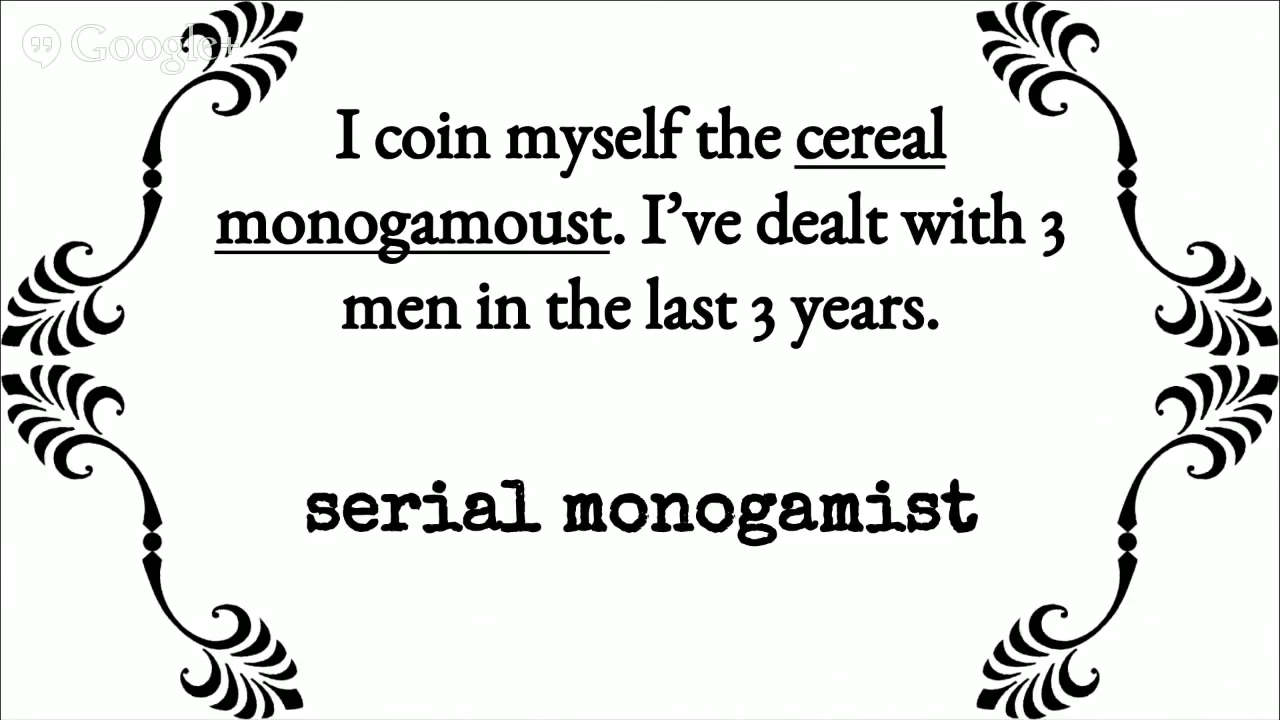 Google+
I coin myself the cereal
monogamoust. I’ve dealt with 3
men in the last 3 years.
serial monogamist